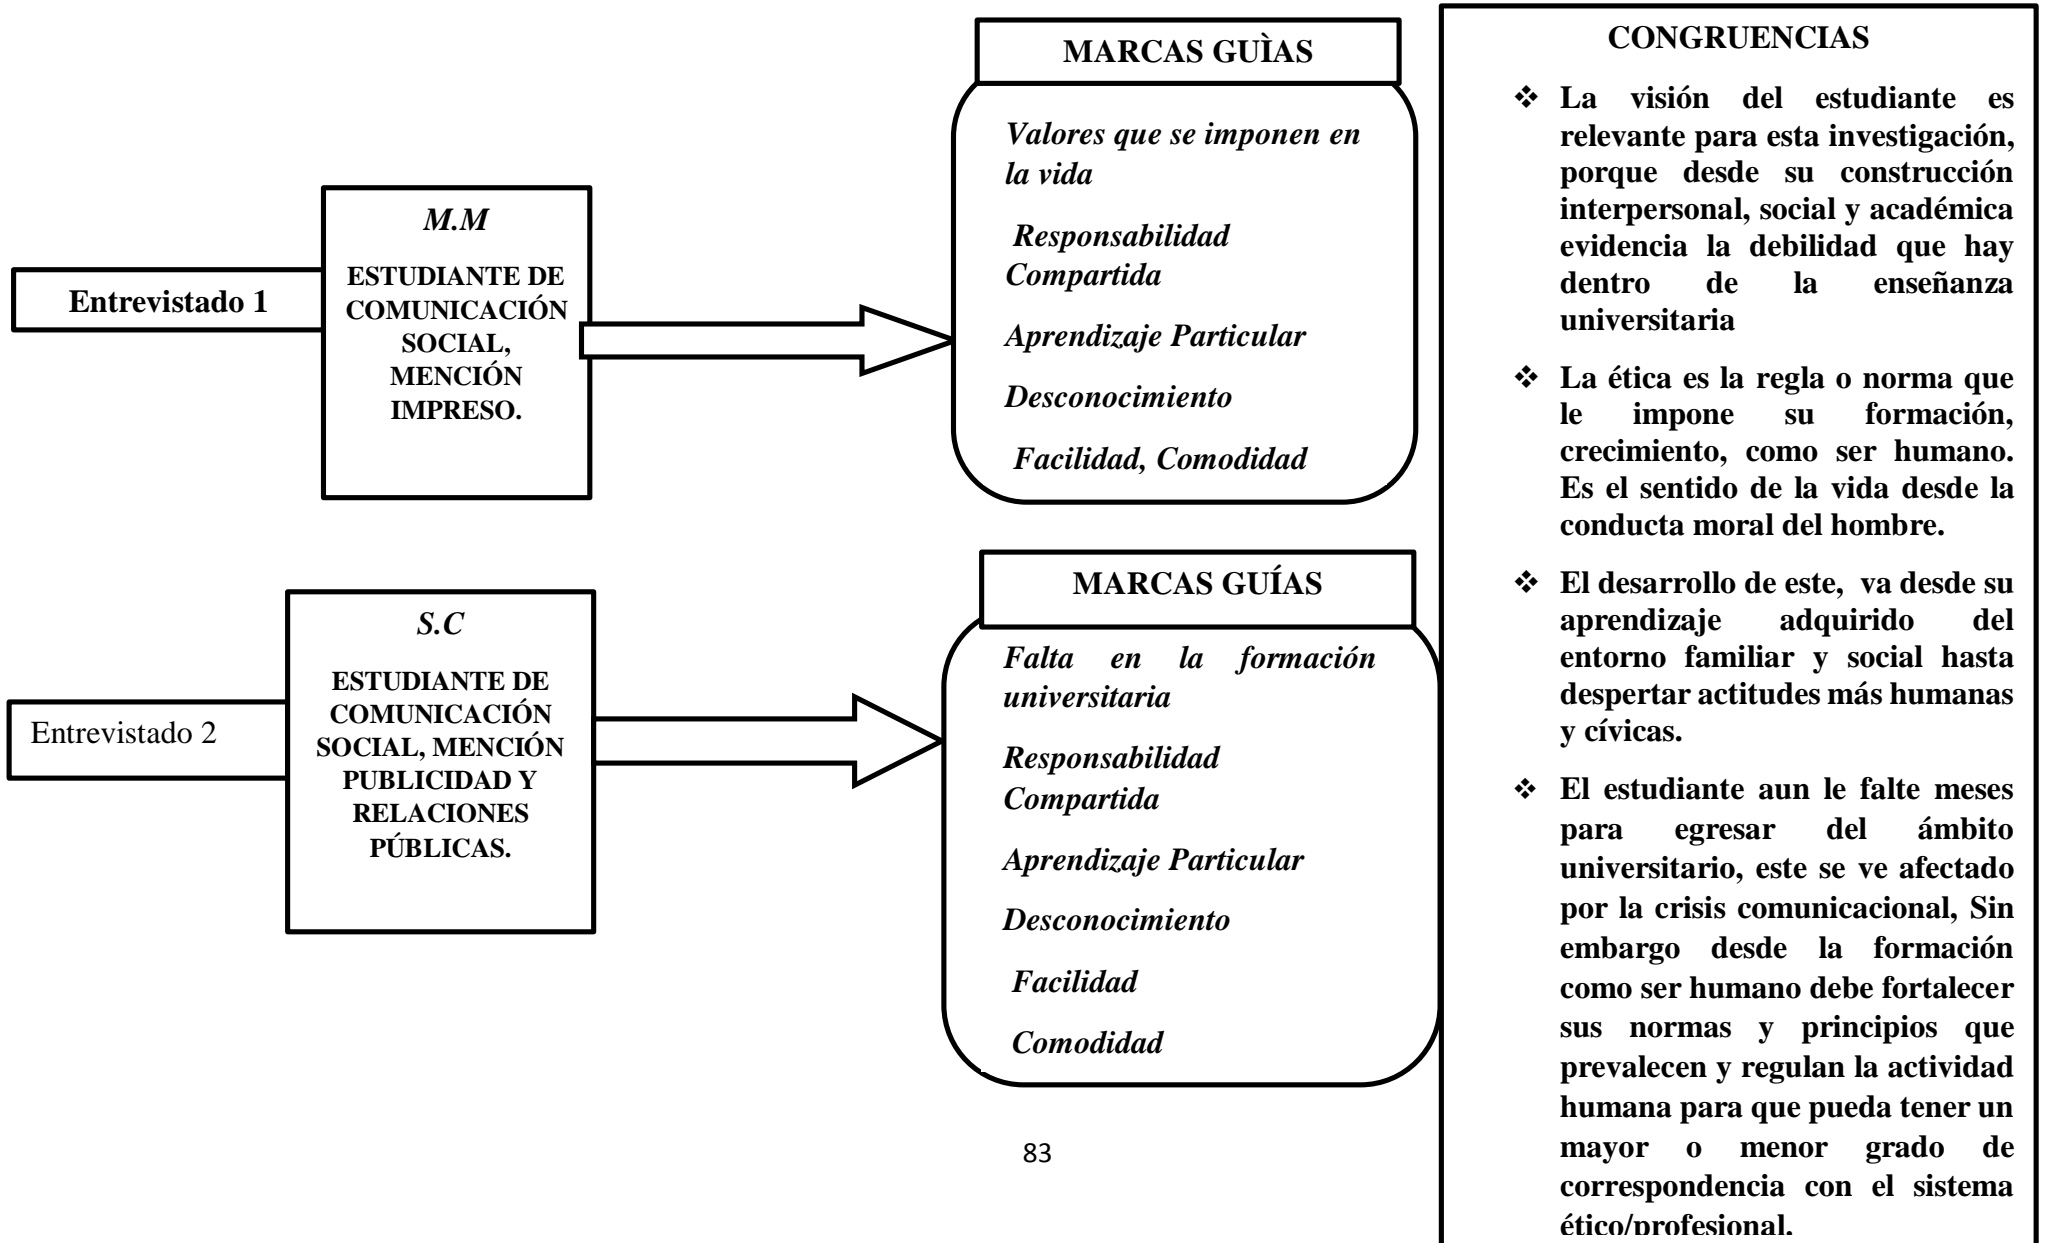 Entrevistado 1
M.M
ESTUDIANTE DE
COMUNICACIÓN
SOCIAL,
MENCIÓN
IMPRESO.
MARCAS GUÌAS
Valores que se imponen en
la vida
Responsabilidad
Compartida
Aprendizaje Particular
Desconocimiento
Facilidad, Comodidad
Entrevistado 2
S.C
ESTUDIANTE DE
COMUNICACIÓN
SOCIAL, MENCIÓN
PUBLICIDAD Y
RELACIONES
PÚBLICAS.
MARCAS GUÍAS
Falta en la formación
universitaria
Responsabilidad
Compartida
Aprendizaje Particular
Desconocimiento
Facilidad
Comodidad
CONGRUENCIAS
❖ La visión del estudiante es
relevante para esta investigación,
porque desde su construcción
interpersonal, social y académica
evidencia la debilidad que hay
dentro de la enseñanza
universitaria
❖ La ética es la regla o norma que
le impone su formación,
crecimiento, como ser humano.
Es el sentido de la vida desde la
conducta moral del hombre.
❖ El desarrollo de este, va desde su
aprendizaje adquirido del
entorno familiar y social hasta
despertar actitudes más humanas
y cívicas.
❖ El estudiante aun le falte meses
para egresar del ámbito
universitario, este se ve afectado
por la crisis comunicacional, Sin
embargo desde la formación
como ser humano debe fortalecer
sus normas y principios que
prevalecen y regulan la actividad
humana para que pueda tener un
mayor o menor grado de
correspondencia con el sistema
ético/profesional.
83